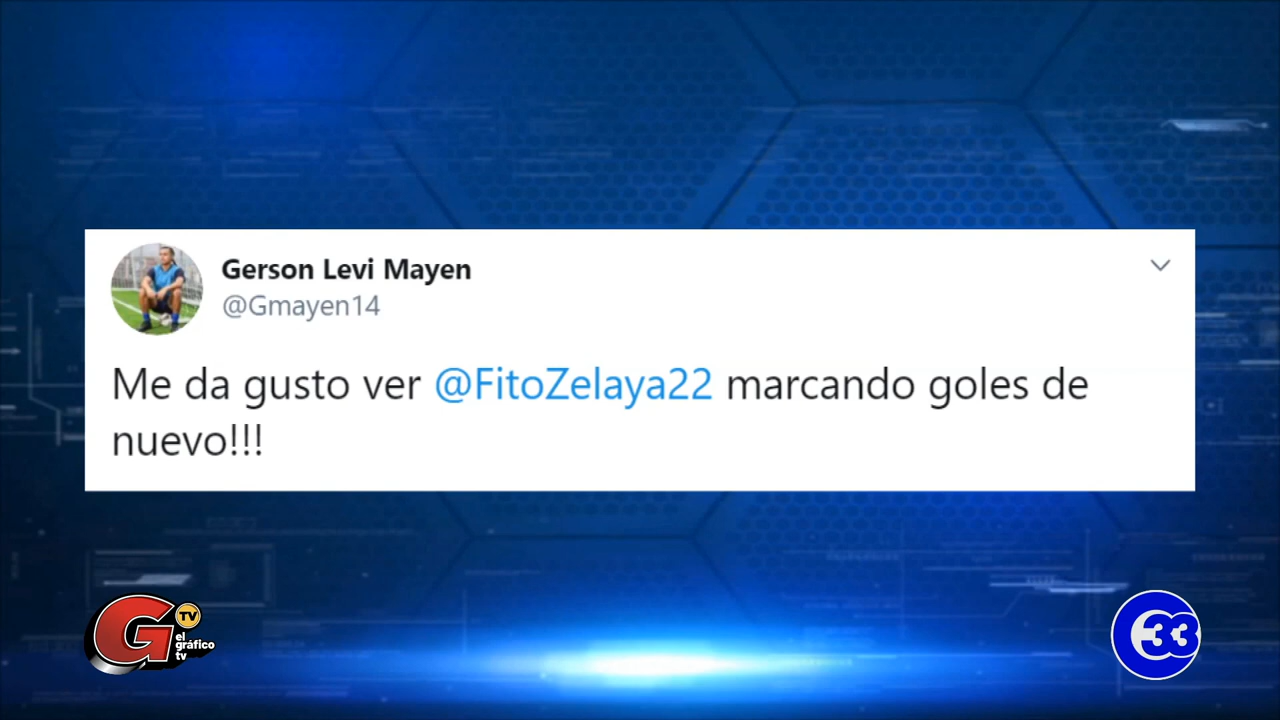 Gerson Levi Mayen
@Gmayen14
Me da gusto ver @FitoZelaya22 marcando goles de
nuevo!!!
G TV
el
gráfico
tv
33